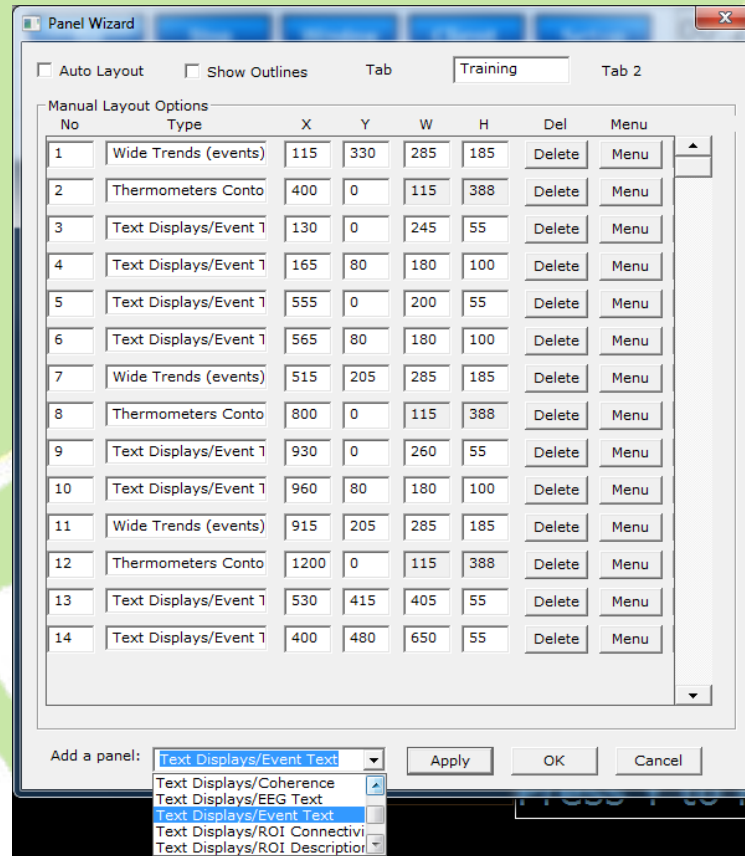 Panel Wizard
Auto Layout Show Outlines Tab Training Tab 2
Manual Layout Options
No Type X Y W H Del Menu
1 Wide Trends (events) 115 330 285 185 Delete Menu
2 Thermometers Conto 400 0 115 388 Delete Menu
3 Text Displays/Event T 130 0 245 55 Delete Menu
4 Text Displays/Event T 165 80 180 100 Delete Menu
5 Text Displays/Event T 555 0 200 55 Delete Menu
6 Text Displays/Event T 565 80 180 100 Delete Menu
7 Wide Trends (events) 515 205 285 185 Delete Menu
8 Thermometers Conto 800 0 115 388 Delete Menu
9 Text Displays/Event T 930 0 260 55 Delete Menu
10 Text Displays/Event T 960 80 180 100 Delete Menu
11 Wide Trends (events) 915 205 285 185 Delete Menu
12 Thermometers Conto 1200 0 115 388 Delete Menu
13 Text Displays/Event T 530 415 405 55 Delete Menu
14 Text Displays/Event T 400 480 650 55 Delete Menu
Add a panel: Text Displays/Event Text Apply OK Cancel
Text Displays/Coherence
Text Displays/EEG Text
Text Displays/Event Text
Text Displays/ROI Connectivi
Text Displays/ROI Description